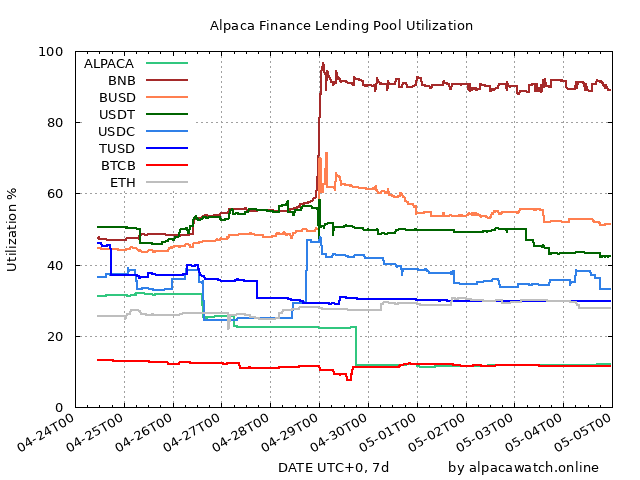 Alpaca Finance Lending Pool Utilization
100
80
60
40
20
0
Utilization %
ALPACA
BNB
BUSD
USDT
USDC
TUSD
BTCB
ETH
04-24T00
04-25T00
04-26T00
04-27T00
04-28T00
04-29T00
04-30T00
05-01T00
05-02T00
05-03T00
05-04T00
05-05T00
DATE UTC+0, 7d
by alpacawatch.online